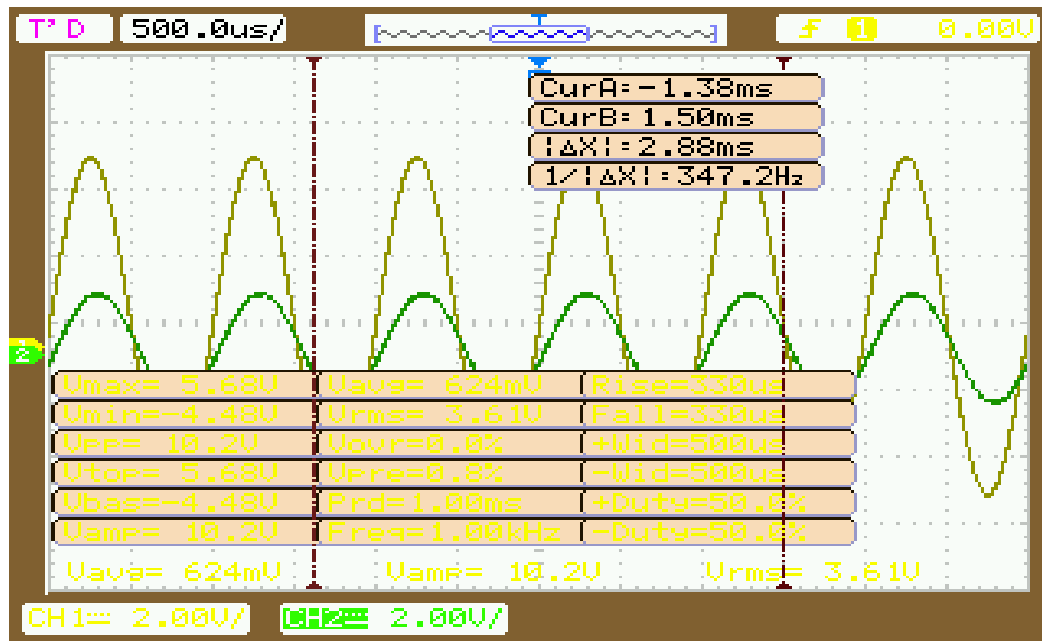 T' D 500.0us/ 1 0.00V
CurA=-1.38ms
CurB= 1.50ms
|△X|=2.88ms
1/|△X|=347.2Hz
2
Vmax= 5.68V Vavg= 624mV Rise=330us
Vmin=-4.48V Vrms= 3.61V Fall=330us
Vpp= 10.2V Vovr=0.0% +Wid=500us
Vtop= 5.68V Vpre=0.8% -Wid=500us
Vbas=-4.48V Prd=1.00ms +Duty=50.0%
Vamp= 10.2V Freq=1.00kHz -Duty=50.0%
Vavg= 624mV Vamp= 10.2V Vrms= 3.61V
CH1 2.00V/ CH2 2.00V/